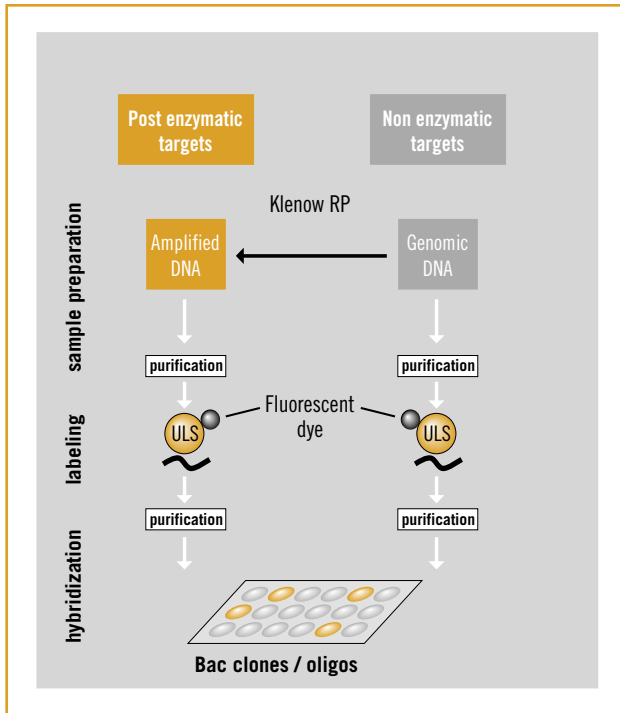 Post enzymatic
targets
Non enzymatic
targets
Klenow RP
sample preparation
Amplified
DNA
Genomic
DNA
purification
purification
labeling
ULS
Fluorescent
dye
ULS
purification
purification
hybridization
Bac clones / oligos